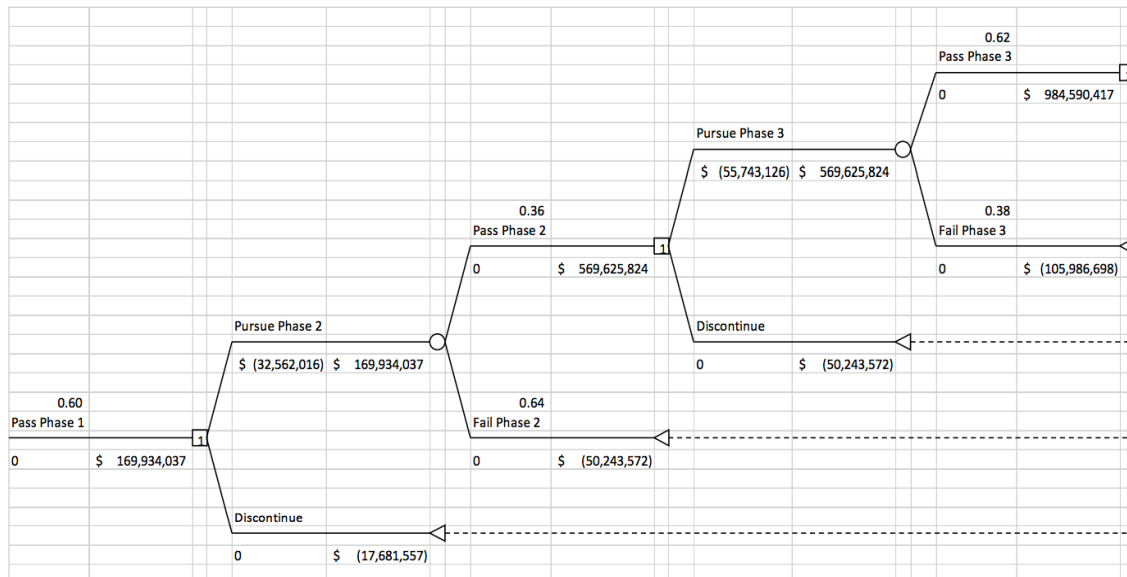 0.62
Pass Phase 3
0 $ 984,590,417
Pursue Phase 3
$ (55,743,126) $ 569,625,824
0.36
0.38
Pass Phase 2
Fail Phase 3
1
0 $ 569,625,824
0 $ (105,986,698)
Pursue Phase 2
Discontinue
$ (32,562,016) $ 169,934,037
0 $ (50,243,572)
0.60
0.64
Pass Phase 1
Fail Phase 2
1
0 $ 169,934,037
0 $ (50,243,572)
Discontinue
0 $ (17,681,557)